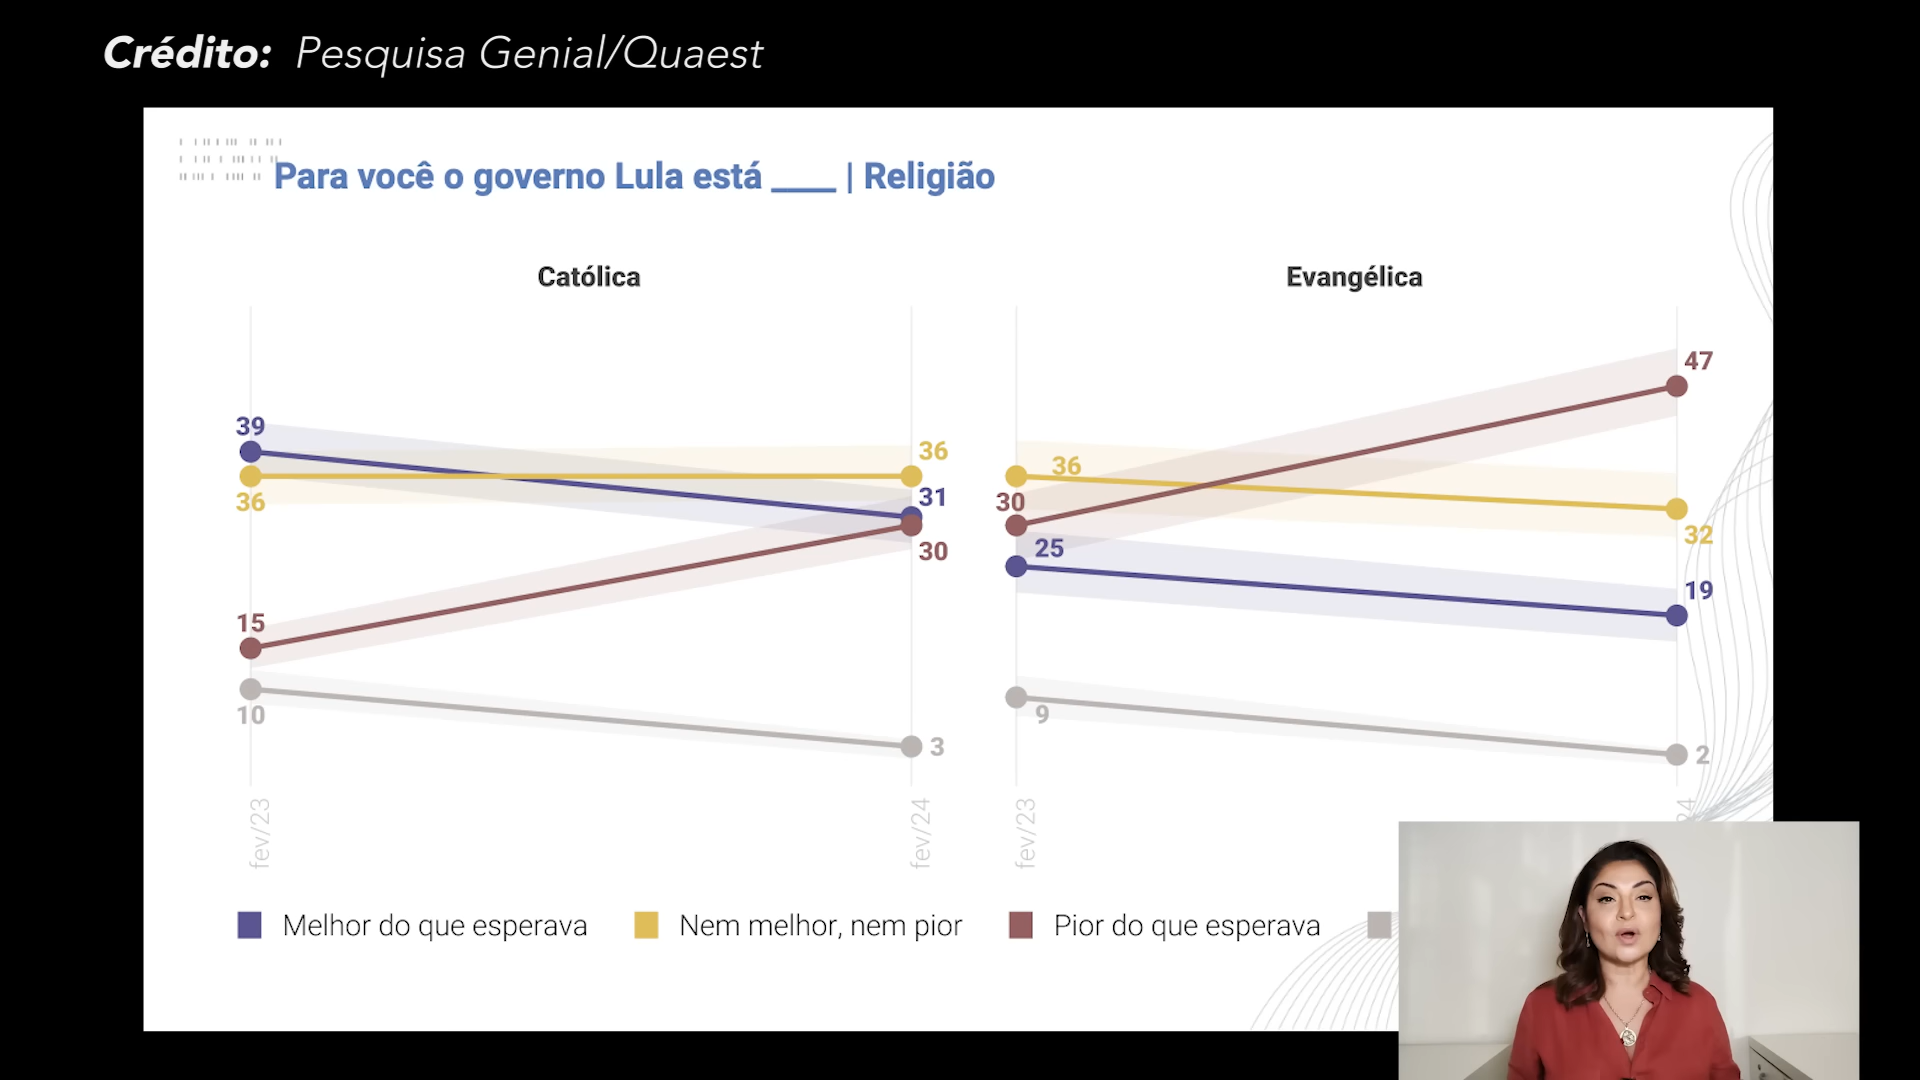 Crédito: Pesquisa Genial/Quaest
Para você o governo Lula está ____ | Religião
Católica
Evangélica
39
36
15
10
36
31
30
3
36
30
25
9
47
32
19
2
fev/23
fev/24
fev/23
24
Melhor do que esperava
Nem melhor, nem pior
Pior do que esperava